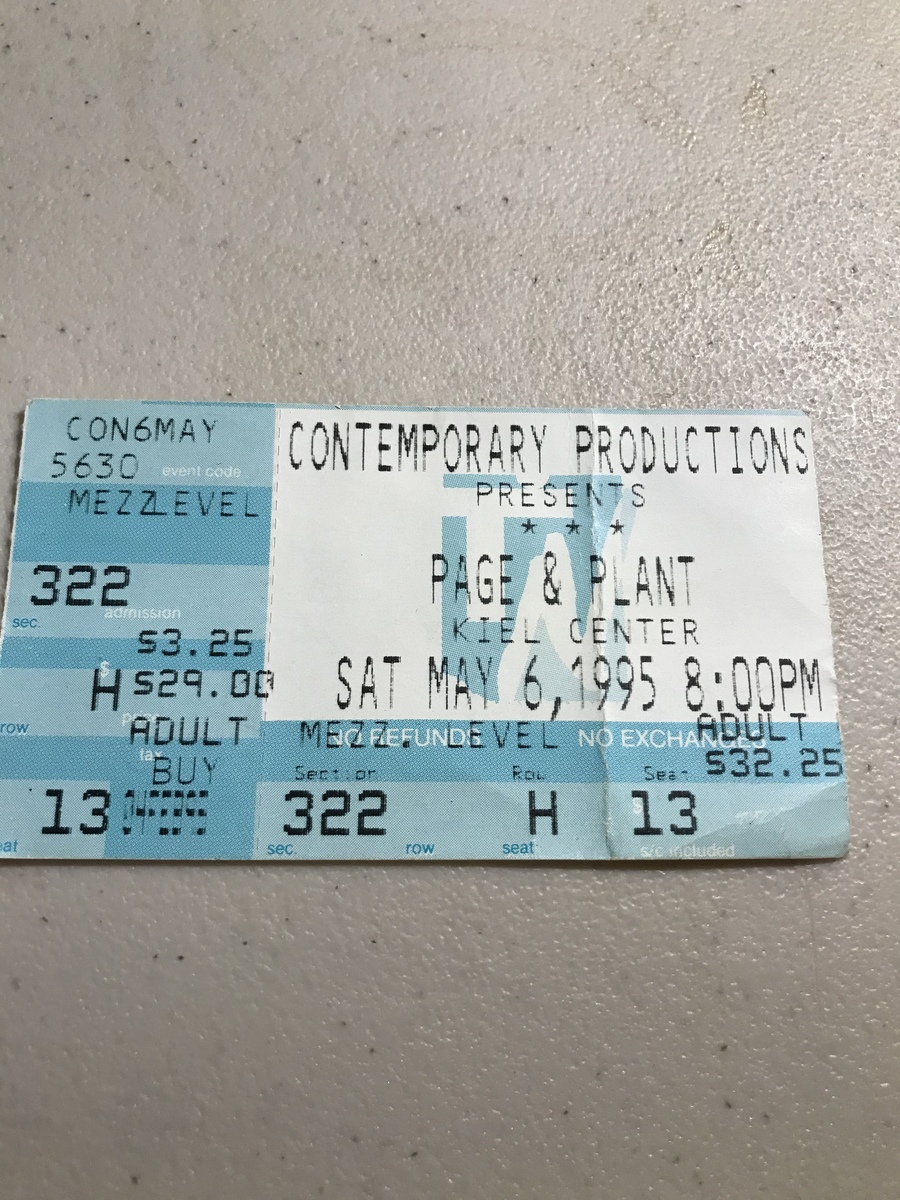 CON6MAY
5630 event code
MEZZLEVEL
322
admission
sec.
$3.25
$
H $29.00
row
ADULT
tax
BUY
13
CONTEMPORARY PRODUCTIONS
PRESENTS
* * *
PAGE & PLANT
KIEL CENTER
SAT MAY 6,1995 8:00PM
MEZZ. LEVEL ADULT
NO REFUNDS NO EXCHANGES
$32.25
Section Row Seat
322 H 13
$
sec. row seat s/c included